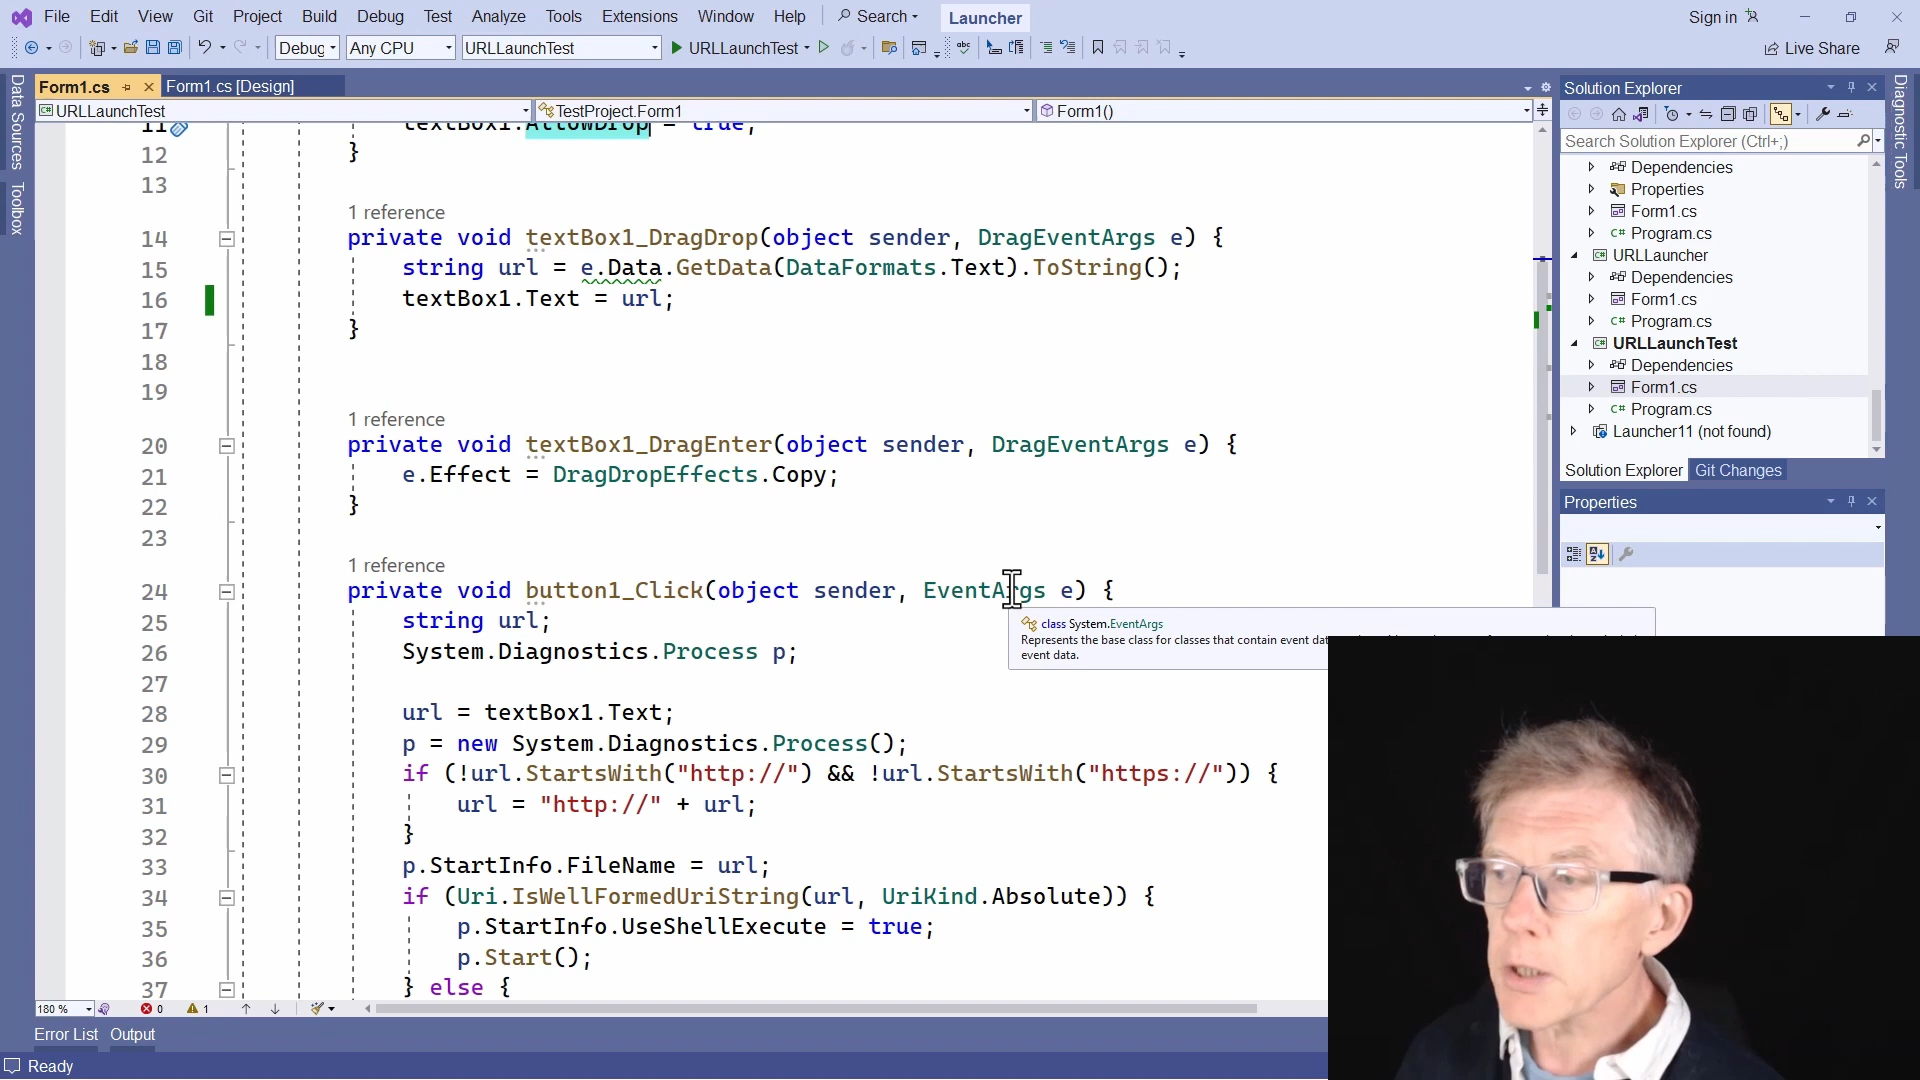 File Edit View Git Project Build Debug Test Analyze Tools Extensions Window Help Search Launcher Sign in
Debug Any CPU URLLaunchTest URLLaunchTest Live Share
Form1.cs Form1.cs [Design]
URLLaunchTest TestProject.Form1 Form1()
Data Sources
Toolbox
11 textBox1.AllowDrop = true;
12 }
13
1 reference
14 private void textBox1_DragDrop(object sender, DragEventArgs e) {
15 string url = e.Data.GetData(DataFormats.Text).ToString();
16 textBox1.Text = url;
17 }
18
19
1 reference
20 private void textBox1_DragEnter(object sender, DragEventArgs e) {
21 e.Effect = DragDropEffects.Copy;
22 }
23
1 reference
24 private void button1_Click(object sender, EventArgs e) {
25 string url;
26 System.Diagnostics.Process p;
27
28 url = textBox1.Text;
29 p = new System.Diagnostics.Process();
30 if (!url.StartsWith("http://") && !url.StartsWith("https://")) {
31 url = "http://" + url;
32 }
33 p.StartInfo.FileName = url;
34 if (Uri.IsWellFormedUriString(url, UriKind.Absolute)) {
35 p.StartInfo.UseShellExecute = true;
36 p.Start();
37 } else {
class System.EventArgs
Represents the base class for classes that contain event
event data.
180 % 0 1
Error List Output
Ready
Solution Explorer
Search Solution Explorer (Ctrl+;)
Dependencies
Properties
Form1.cs
C# Program.cs
C# URLLauncher
Dependencies
Form1.cs
C# Program.cs
C# URLLaunchTest
Dependencies
Form1.cs
C# Program.cs
Launcher11 (not found)
Solution Explorer Git Changes
Properties
Diagnostic Tools